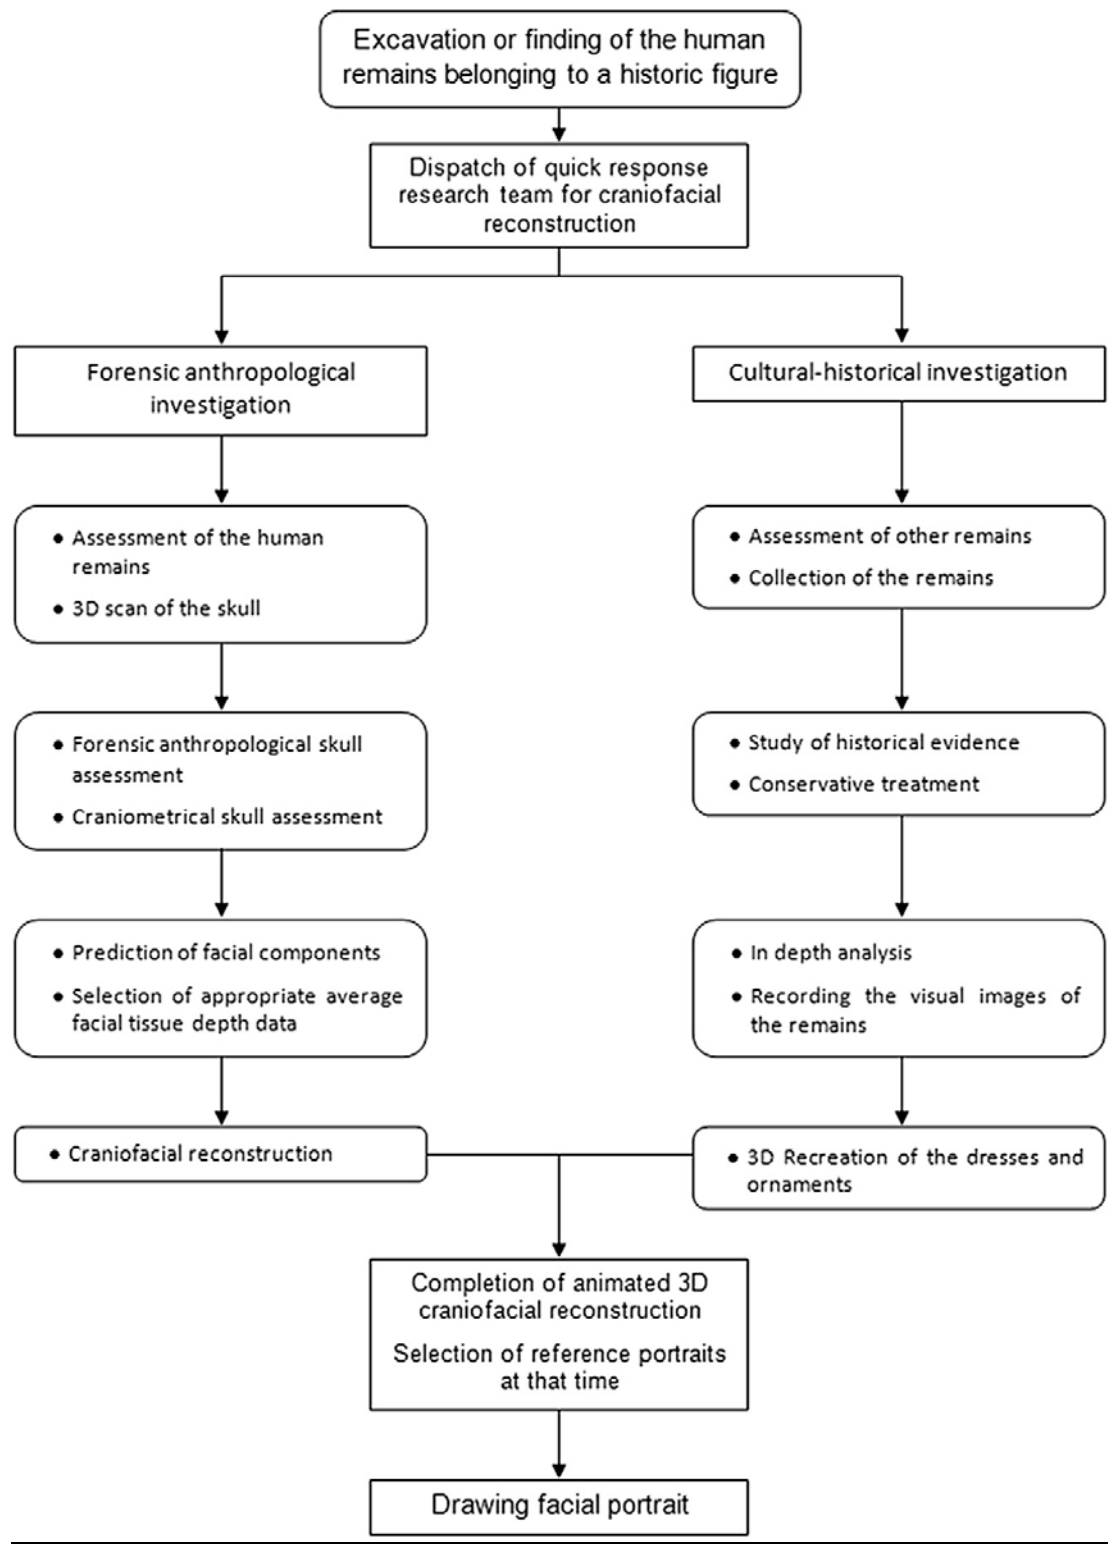 Excavation or finding of the human
remains belonging to a historic figure
Dispatch of quick response
research team for craniofacial
reconstruction
Forensic anthropological
investigation
● Assessment of the human
remains
● 3D scan of the skull
● Forensic anthropological skull
assessment
● Craniometrical skull assessment
● Prediction of facial components
● Selection of appropriate average
facial tissue depth data
● Craniofacial reconstruction
Cultural-historical investigation
● Assessment of other remains
● Collection of the remains
● Study of historical evidence
● Conservative treatment
● In depth analysis
● Recording the visual images of
the remains
● 3D Recreation of the dresses and
ornaments
Completion of animated 3D
craniofacial reconstruction
Selection of reference portraits
at that time
Drawing facial portrait